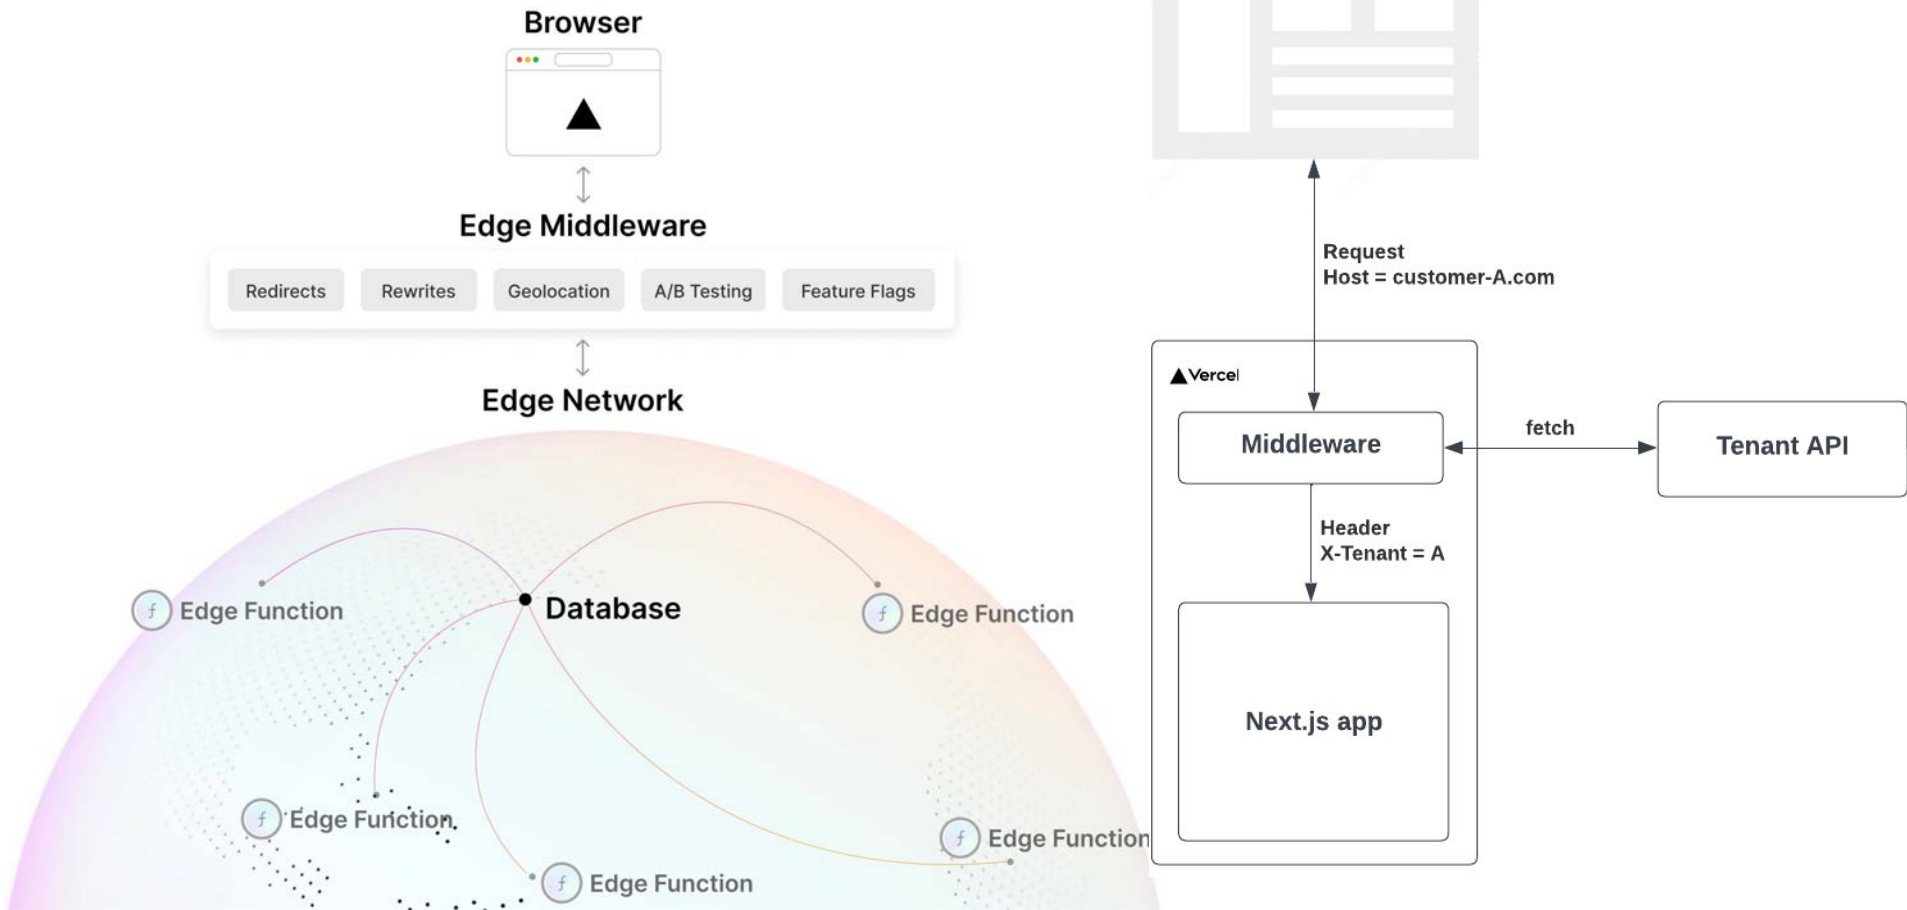 Browser
Edge Middleware
Redirects
Rewrites
Geolocation
A/B Testing
Feature Flags
Edge Network
Edge Function
Database
Edge Function
Edge Function
Edge Function
Edge Function
Request
Host = customer-A.com
Vercel
Middleware
fetch
Tenant API
Header
X-Tenant = A
Next.js app